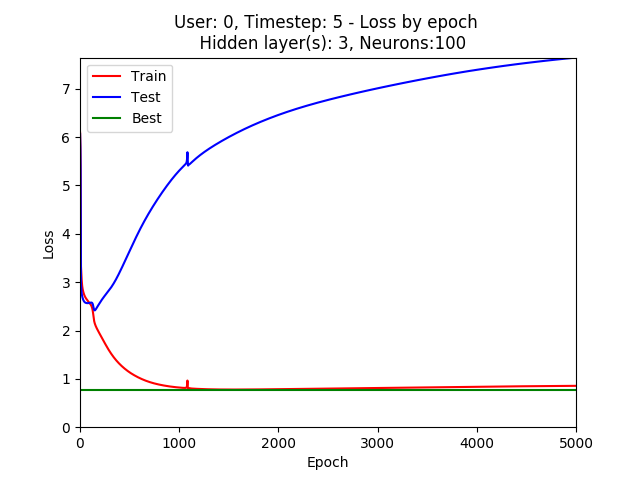 User: 0, Timestep: 5 - Loss by epoch
Hidden layer(s): 3, Neurons:100
Train
Test
Best
7
6
5
4
3
2
1
0
Loss
0
1000
2000
3000
4000
5000
Epoch